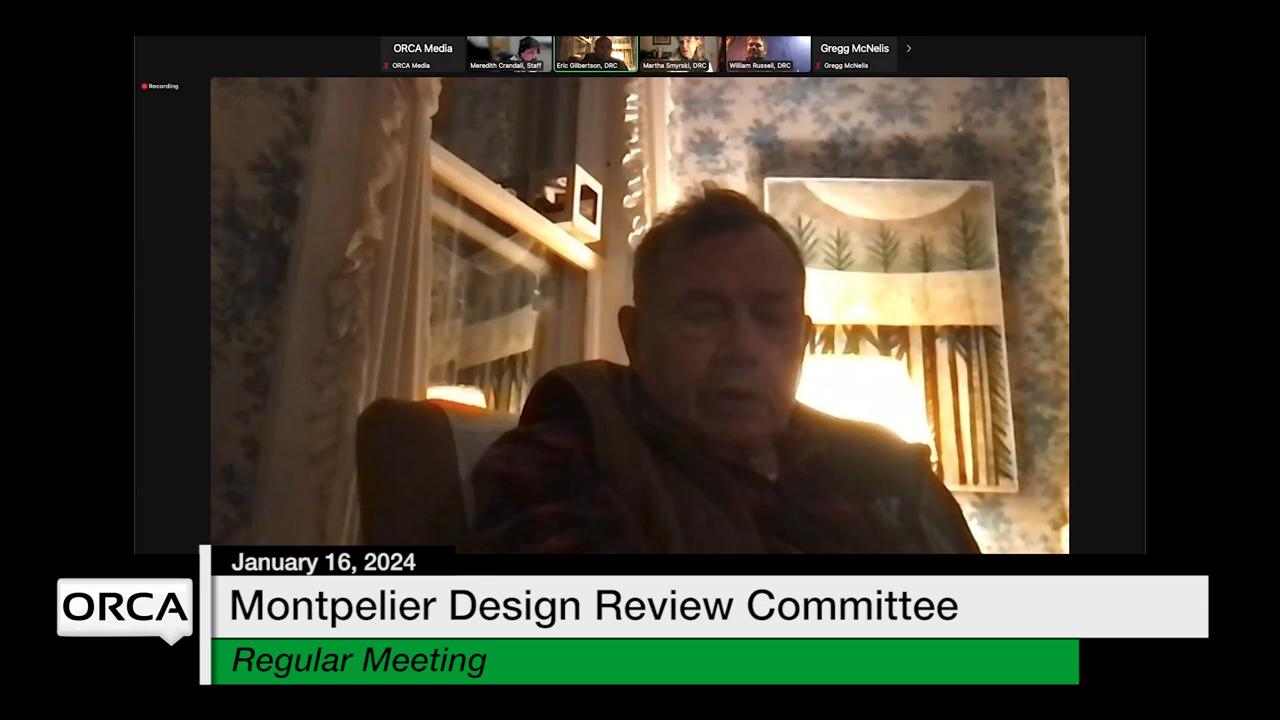 ORCA Media
Gregg McNelis
ORCA Media
Meredith Crandall, Staff
Eric Gilbertson, DRC
Martha Smyrski, DRC
William Russell, DRC
Gregg McNelis
Recording
January 16, 2024
ORCA
Montpelier Design Review Committee
Regular Meeting